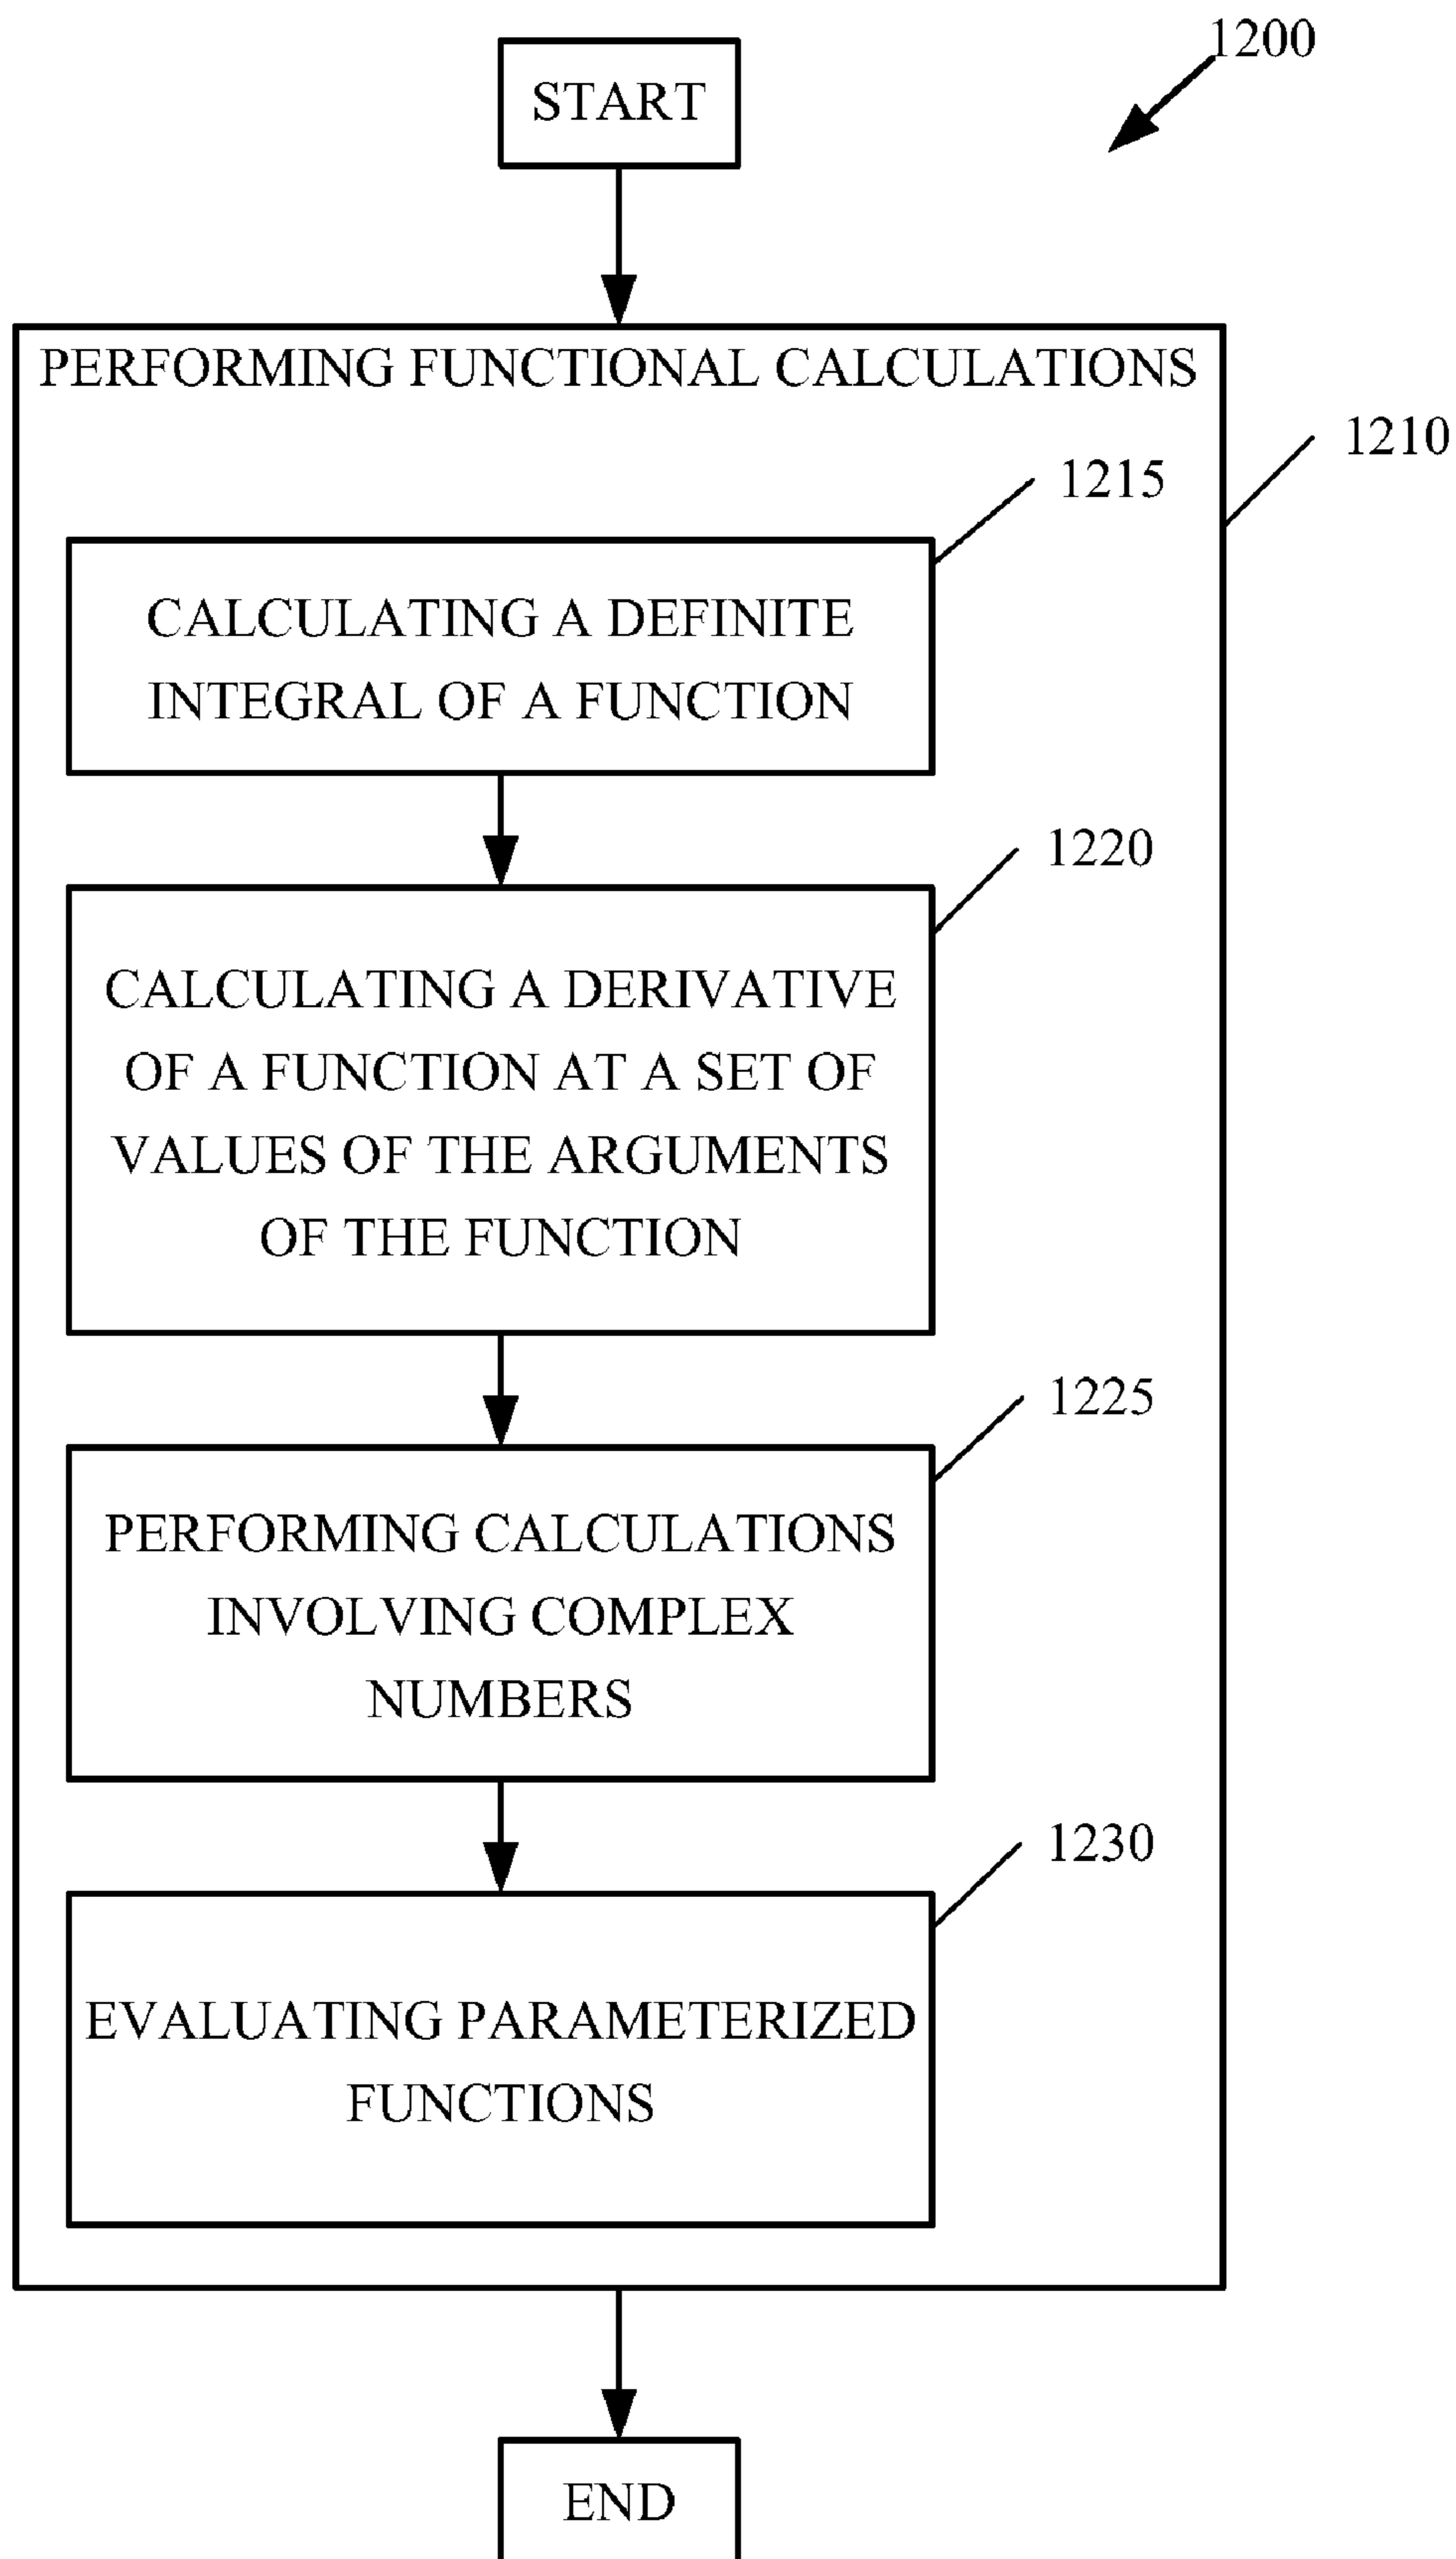 1200
START
PERFORMING FUNCTIONAL CALCULATIONS
1210
1215
CALCULATING A DEFINITE
INTEGRAL OF A FUNCTION
1220
CALCULATING A DERIVATIVE
OF A FUNCTION AT A SET OF
VALUES OF THE ARGUMENTS
OF THE FUNCTION
1225
PERFORMING CALCULATIONS
INVOLVING COMPLEX
NUMBERS
1230
EVALUATING PARAMETERIZED
FUNCTIONS
END